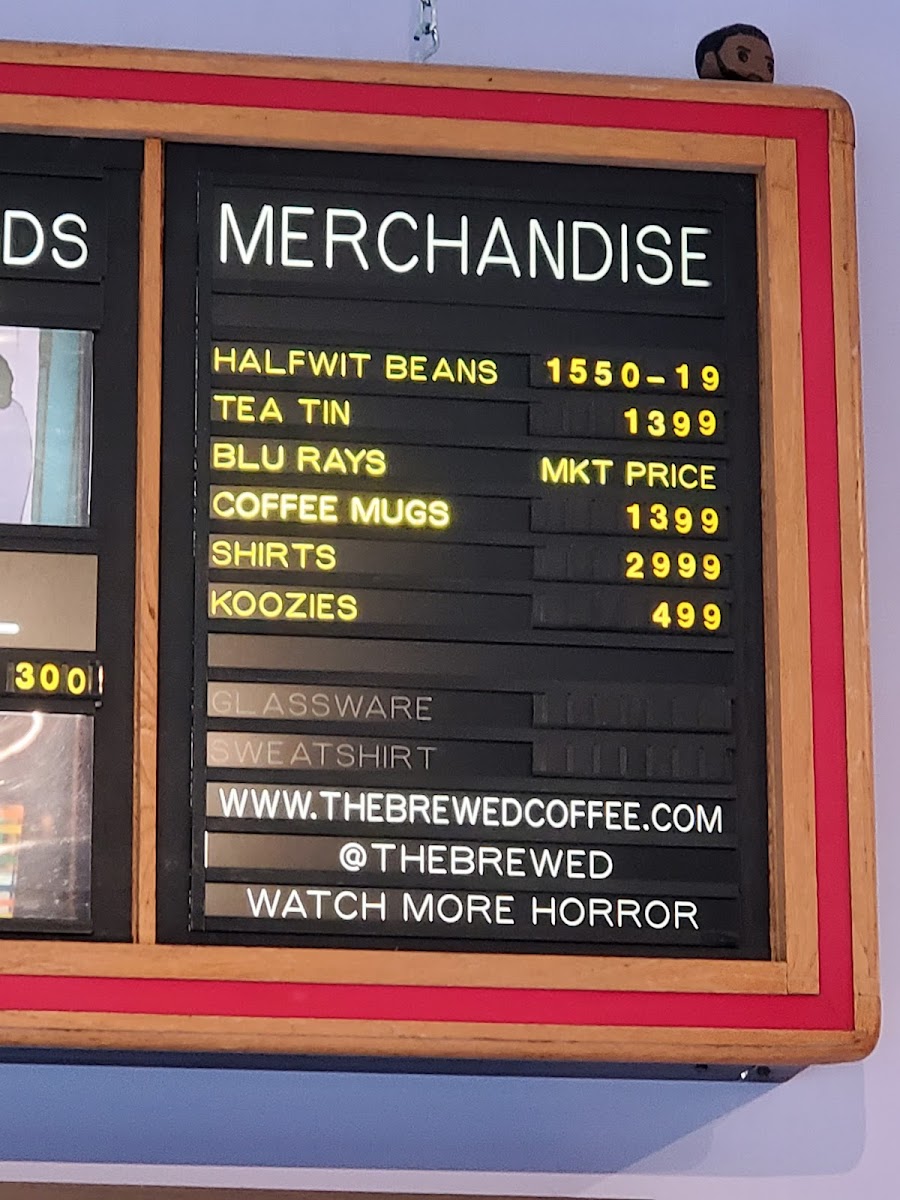 DS
MERCHANDISE
HALFWIT BEANS 1550-19
TEA TIN 1399
BLU RAYS MKT PRICE
COFFEE MUGS 1399
SHIRTS 2999
KOOZIES 499
300
GLASSWARE
SWEATSHIRT
WWW.THEBREWEDCOFFEE.COM
@THEBREWED
WATCH MORE HORROR